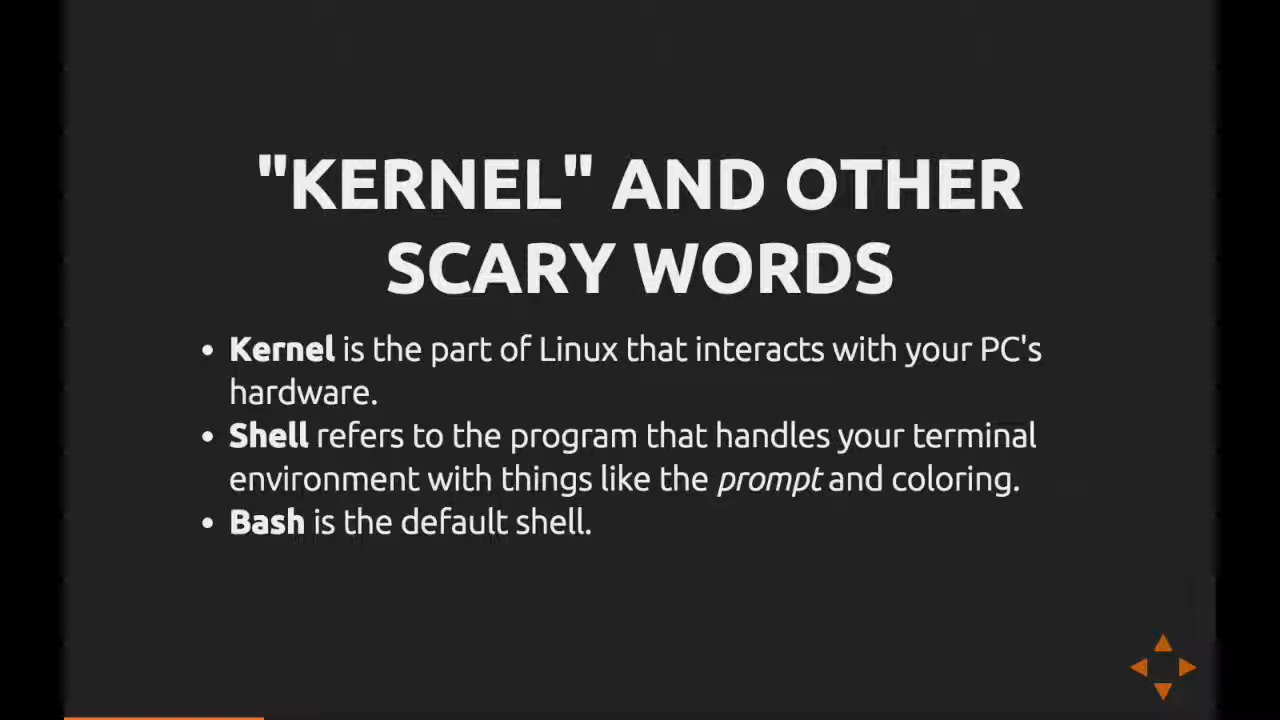 "KERNEL" AND OTHER
SCARY WORDS
• Kernel is the part of Linux that interacts with your PC's
hardware.
• Shell refers to the program that handles your terminal
environment with things like the prompt and coloring.
• Bash is the default shell.